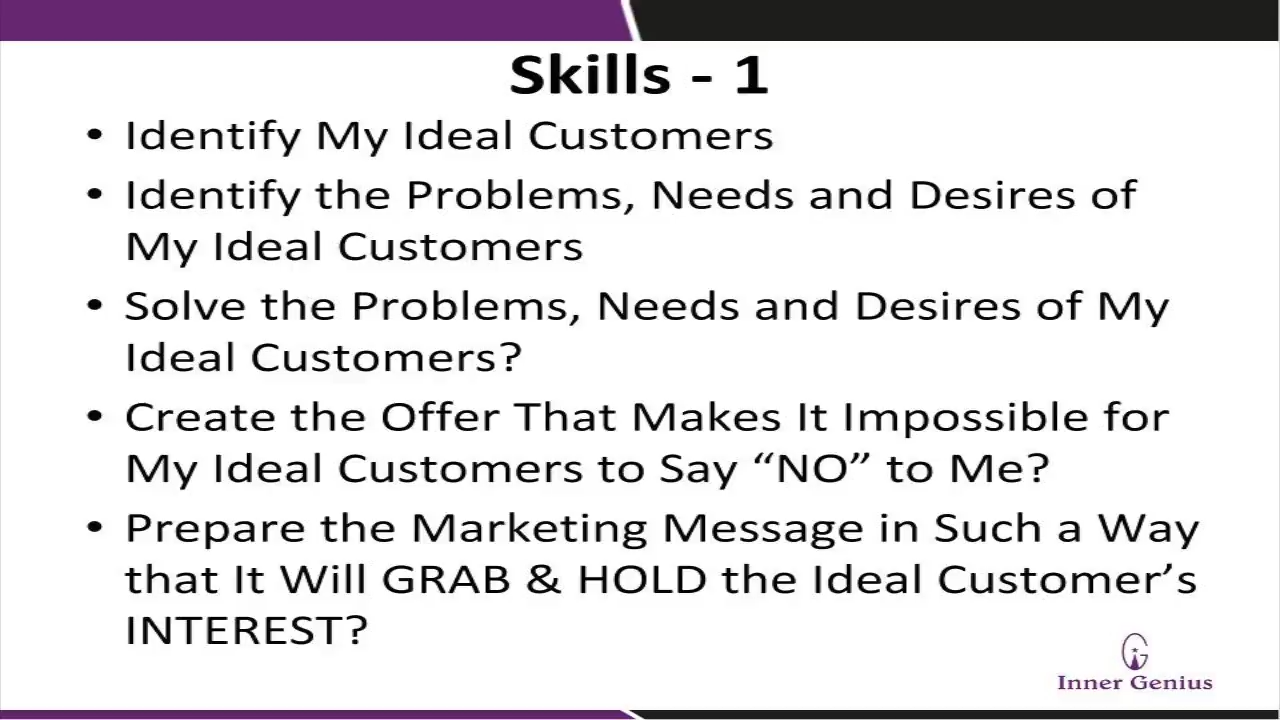 Skills - 1
• Identify My Ideal Customers
• Identify the Problems, Needs and Desires of
My Ideal Customers
• Solve the Problems, Needs and Desires of My
Ideal Customers?
• Create the Offer That Makes It Impossible for
My Ideal Customers to Say “NO” to Me?
• Prepare the Marketing Message in Such a Way
that It Will GRAB & HOLD the Ideal Customer’s
INTEREST?
Inner Genius